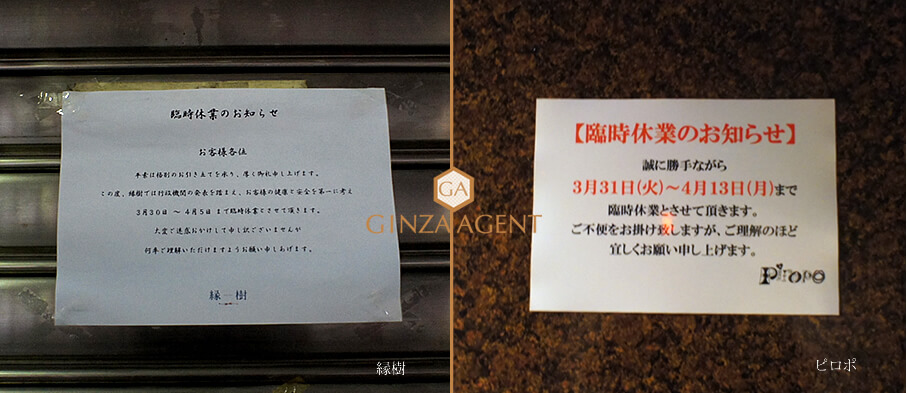 臨時休業のお知らせ
お客様各位
平素は格別のお引き立てを承り、厚く御礼申し上げます。
この度、縁樹では行政機関の発表を踏まえ、お客様の健康と安全を第一に考え
3月30日 ～ 4月5日 まで臨時休業とさせて頂きます。
大変ご迷惑おかけして申し訳ございませんが
何卒ご理解いただけますようお願い申しあげます。
縁 樹
縁樹
GA
GINZA AGENT
【臨時休業のお知らせ】
誠に勝手ながら
3月31日(火)～4月13日(月)まで
臨時休業とさせて頂きます。
ご不便をお掛け致しますが、ご理解のほど
宜しくお願い申し上げます。
PiroPo
ピロポ